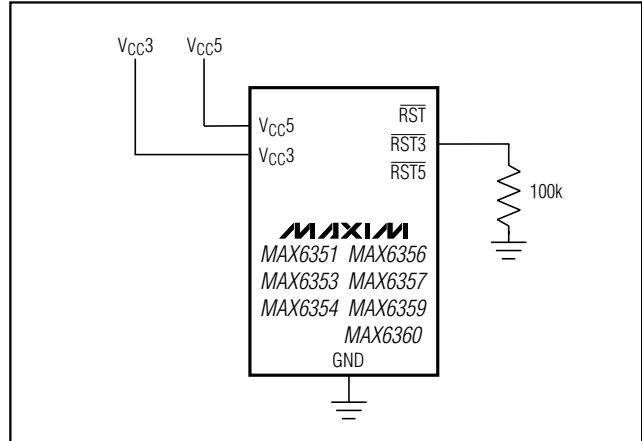 VCC3 VCC5
VCC5
VCC3
RST
RST3
RST5
100k
MAXIM
MAX6351 MAX6356
MAX6353 MAX6357
MAX6354 MAX6359
MAX6360
GND